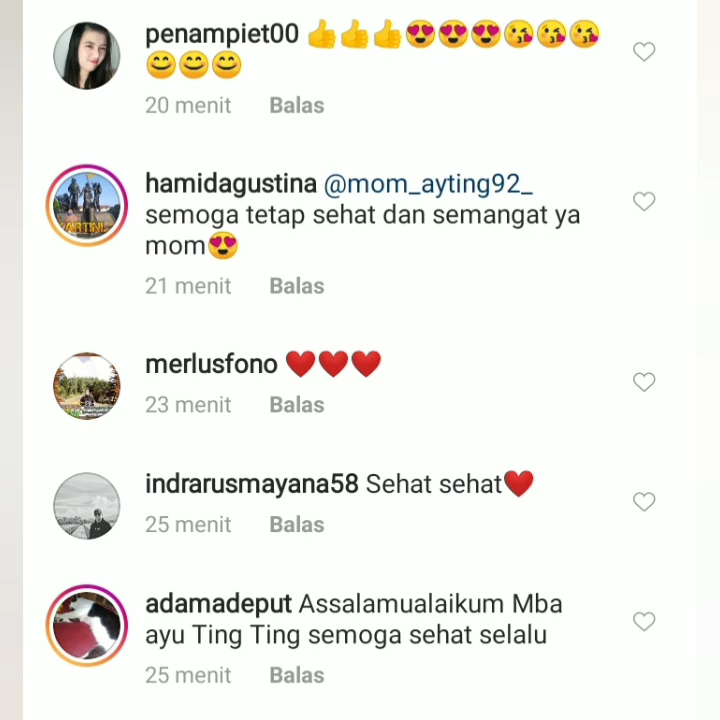 penampiet00 👍👍👍😍😍😍😘😘😘
😊😊😊
20 menit Balas
hamidagustina @mom_ayting92_
semoga tetap sehat dan semangat ya
mom😍
21 menit Balas
merlusfono ❤️❤️❤️
23 menit Balas
indrarusmayana58 Sehat sehat❤️
25 menit Balas
adamadeput Assalamualaikum Mba
ayu Ting Ting semoga sehat selalu
25 menit Balas